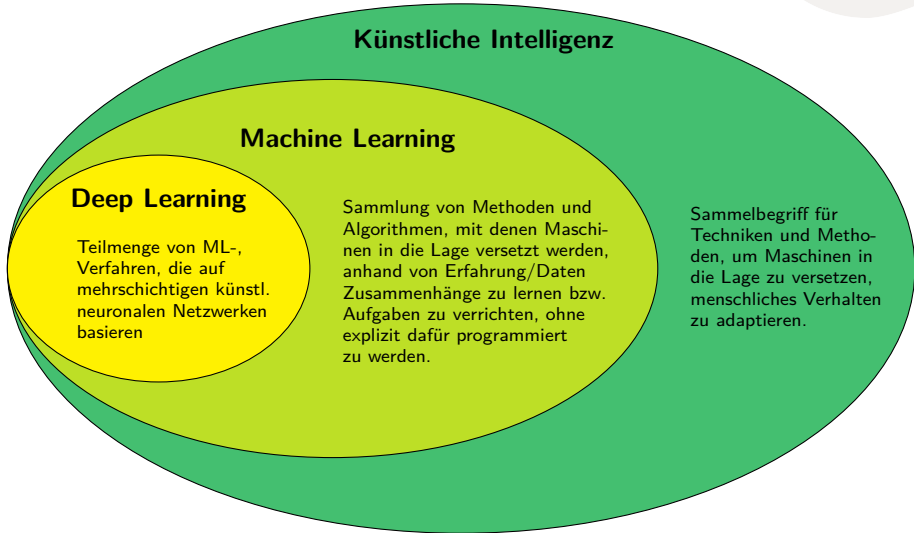 Künstliche Intelligenz
Machine Learning
Deep Learning
Teilmenge von ML-,
Verfahren, die auf
mehrschichtigen künstl.
neuronalen Netzwerken
basieren
Sammlung von Methoden und
Algorithmen, mit denen Maschi-
nen in die Lage versetzt werden,
anhand von Erfahrung/Daten
Zusammenhänge zu lernen bzw.
Aufgaben zu verrichten, ohne
explizit dafür programmiert
zu werden.
Sammelbegriff für
Techniken und Metho-
den, um Maschinen in
die Lage zu versetzen,
menschliches Verhalten
zu adaptieren.